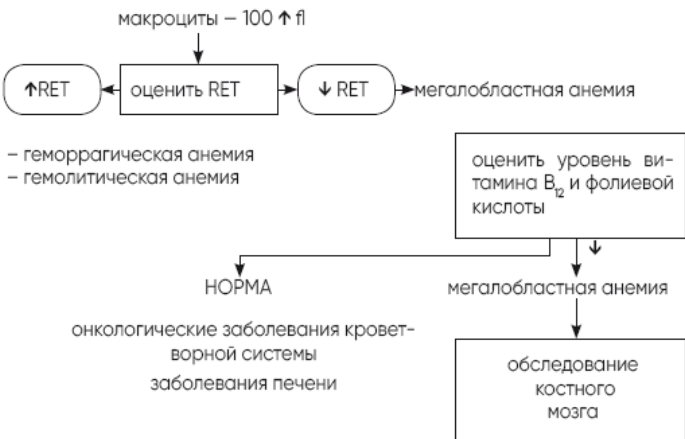 макроциты – 100 ↑ fl
↑RET
оценить RET
↓ RET
мегалобластная анемия
– геморрагическая анемия
– гемолитическая анемия
оценить уровень ви-
тамина B12 и фолиевой
кислоты
↓
НОРМА
мегалобластная анемия
онкологические заболевания кровет-
ворной системы
заболевания печени
обследование
костного
мозга